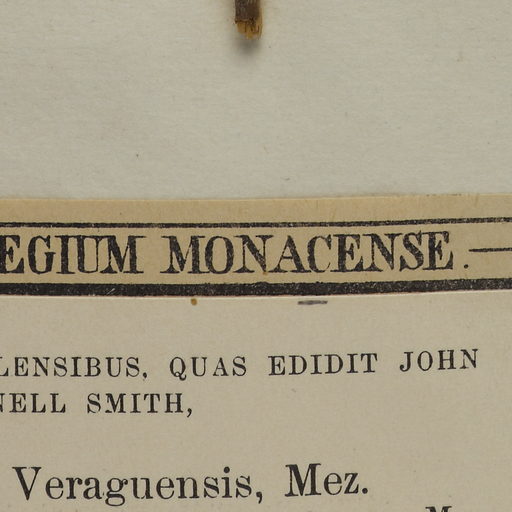 EGIUM MONACENSE.—
LENSIBUS, QUAS EDIDIT JOHN
NELL SMITH,
Veraguensis, Mez.